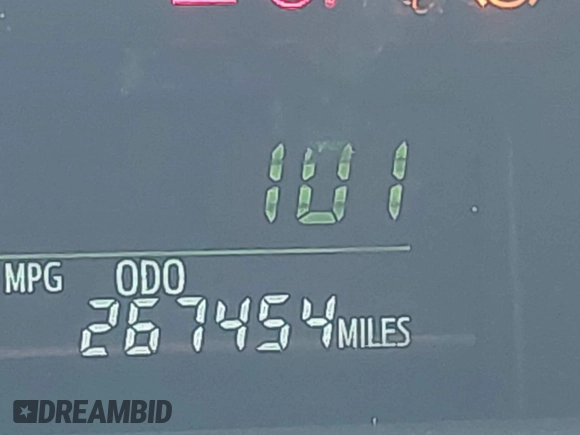 101
MPG ODO
267454 MILES
DREAMBID